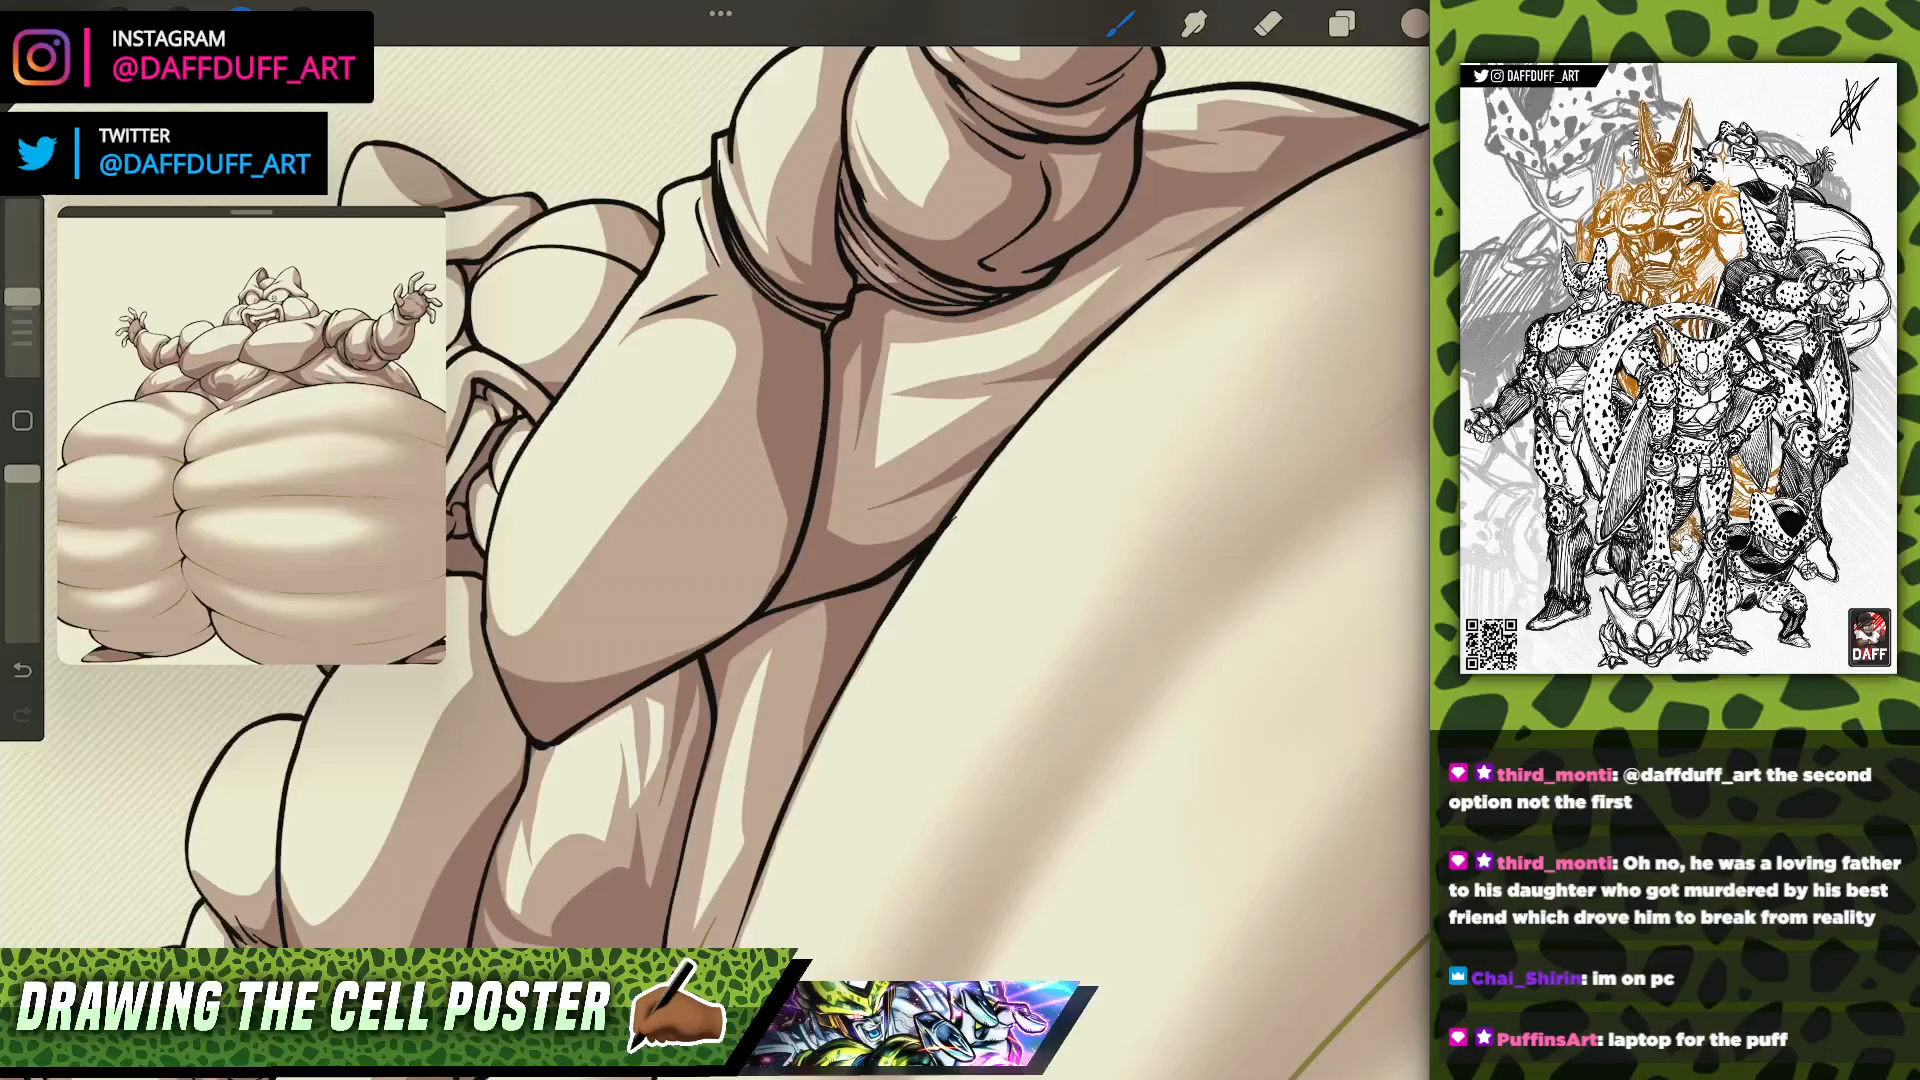 INSTAGRAM
@DAFFDUFF_ART
TWITTER
@DAFFDUFF_ART
DAFFDUFF_ART
DAFF
third_monti: @daffduff_art the second
option not the first
third_monti: Oh no, he was a loving father
to his daughter who got murdered by his best
friend which drove him to break from reality
Chai_Shirin: im on pc
PuffinsArt: laptop for the puff
DRAWING THE CELL POSTER